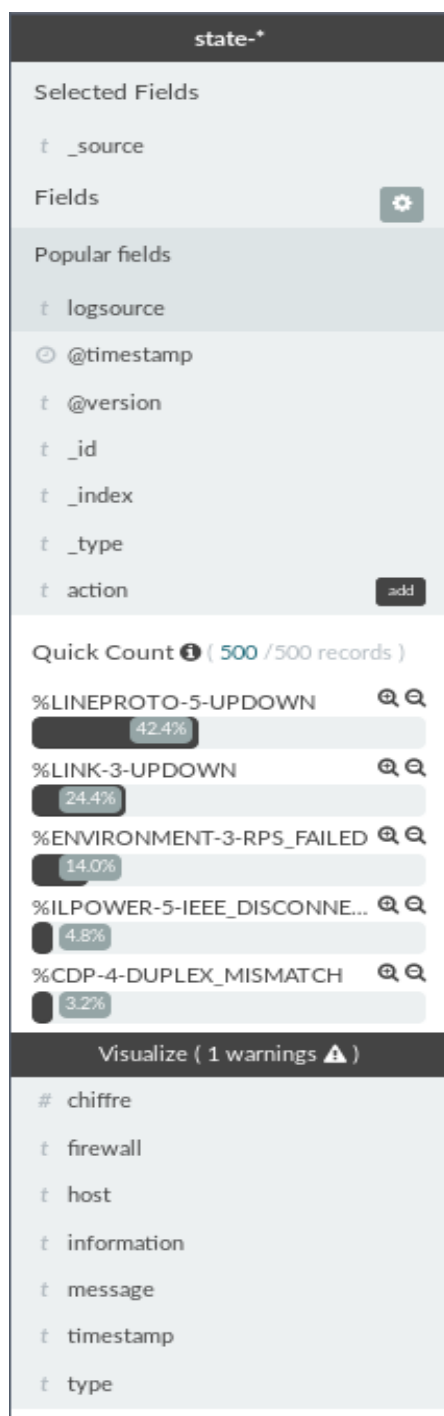 state-*
Selected Fields
t _source
Fields
Popular fields
t logsource
@timestamp
t @version
t _id
t _index
t _type
t action add
Quick Count ( 500 /500 records )
%LINEPROTO-5-UPDOWN
42.4%
%LINK-3-UPDOWN
24.4%
%ENVIRONMENT-3-RPS_FAILED
14.0%
%ILPOWER-5-IEEE_DISCONNE...
4.8%
%CDP-4-DUPLEX_MISMATCH
3.2%
Visualize ( 1 warnings )
# chiffre
t firewall
t host
t information
t message
t timestamp
t type